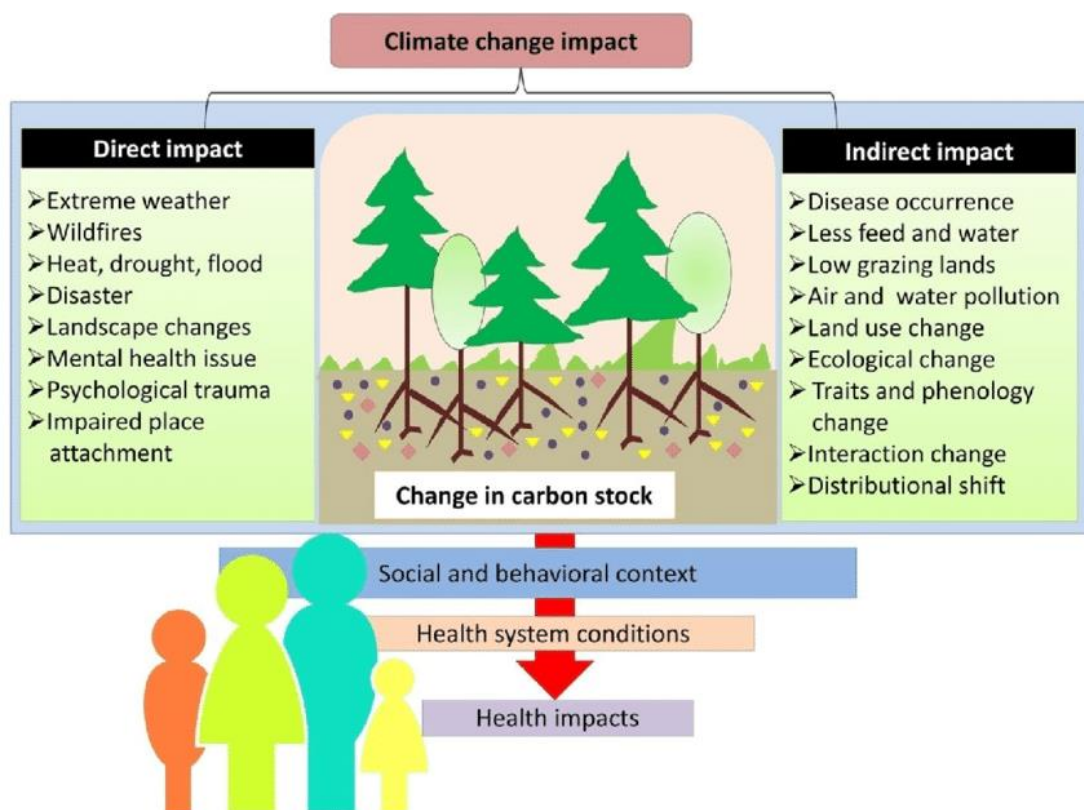 Climate change impact
Direct impact
➢Extreme weather
➢Wildfires
➢Heat, drought, flood
➢Disaster
➢Landscape changes
➢Mental health issue
➢Psychological trauma
➢Impaired place
attachment
Change in carbon stock
Indirect impact
➢Disease occurrence
➢Less feed and water
➢Low grazing lands
➢Air and water pollution
➢Land use change
➢Ecological change
➢Traits and phenology
change
➢Interaction change
➢Distributional shift
Social and behavioral context
Health system conditions
Health impacts